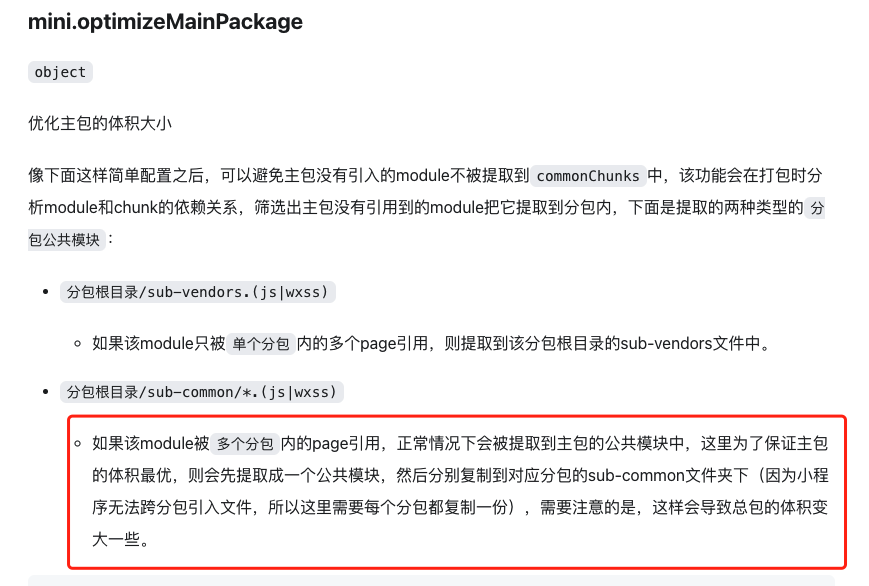 mini.optimizeMainPackage
object
优化主包的体积大小
像下面这样简单配置之后，可以避免主包没有引入的module不被提取到commonChunks中，该功能会在打包时分
析module和chunk的依赖关系，筛选出主包没有引用到的module把它提取到分包内，下面是提取的两种类型的分
包公共模块：
分包根目录/sub-vendors.(js|wxss)
如果该module只被单个分包内的多个page引用，则提取到该分包根目录的sub-vendors文件中。
分包根目录/sub-common/*.(js|wxss)
如果该module被多个分包内的page引用，正常情况下会被提取到主包的公共模块中，这里为了保证主包
的体积最优，则会先提取成一个公共模块，然后分别复制到对应分包的sub-common文件夹下（因为小程
序无法跨分包引入文件，所以这里需要每个分包都复制一份），需要注意的是，这样会导致总包的体积变
大一些。